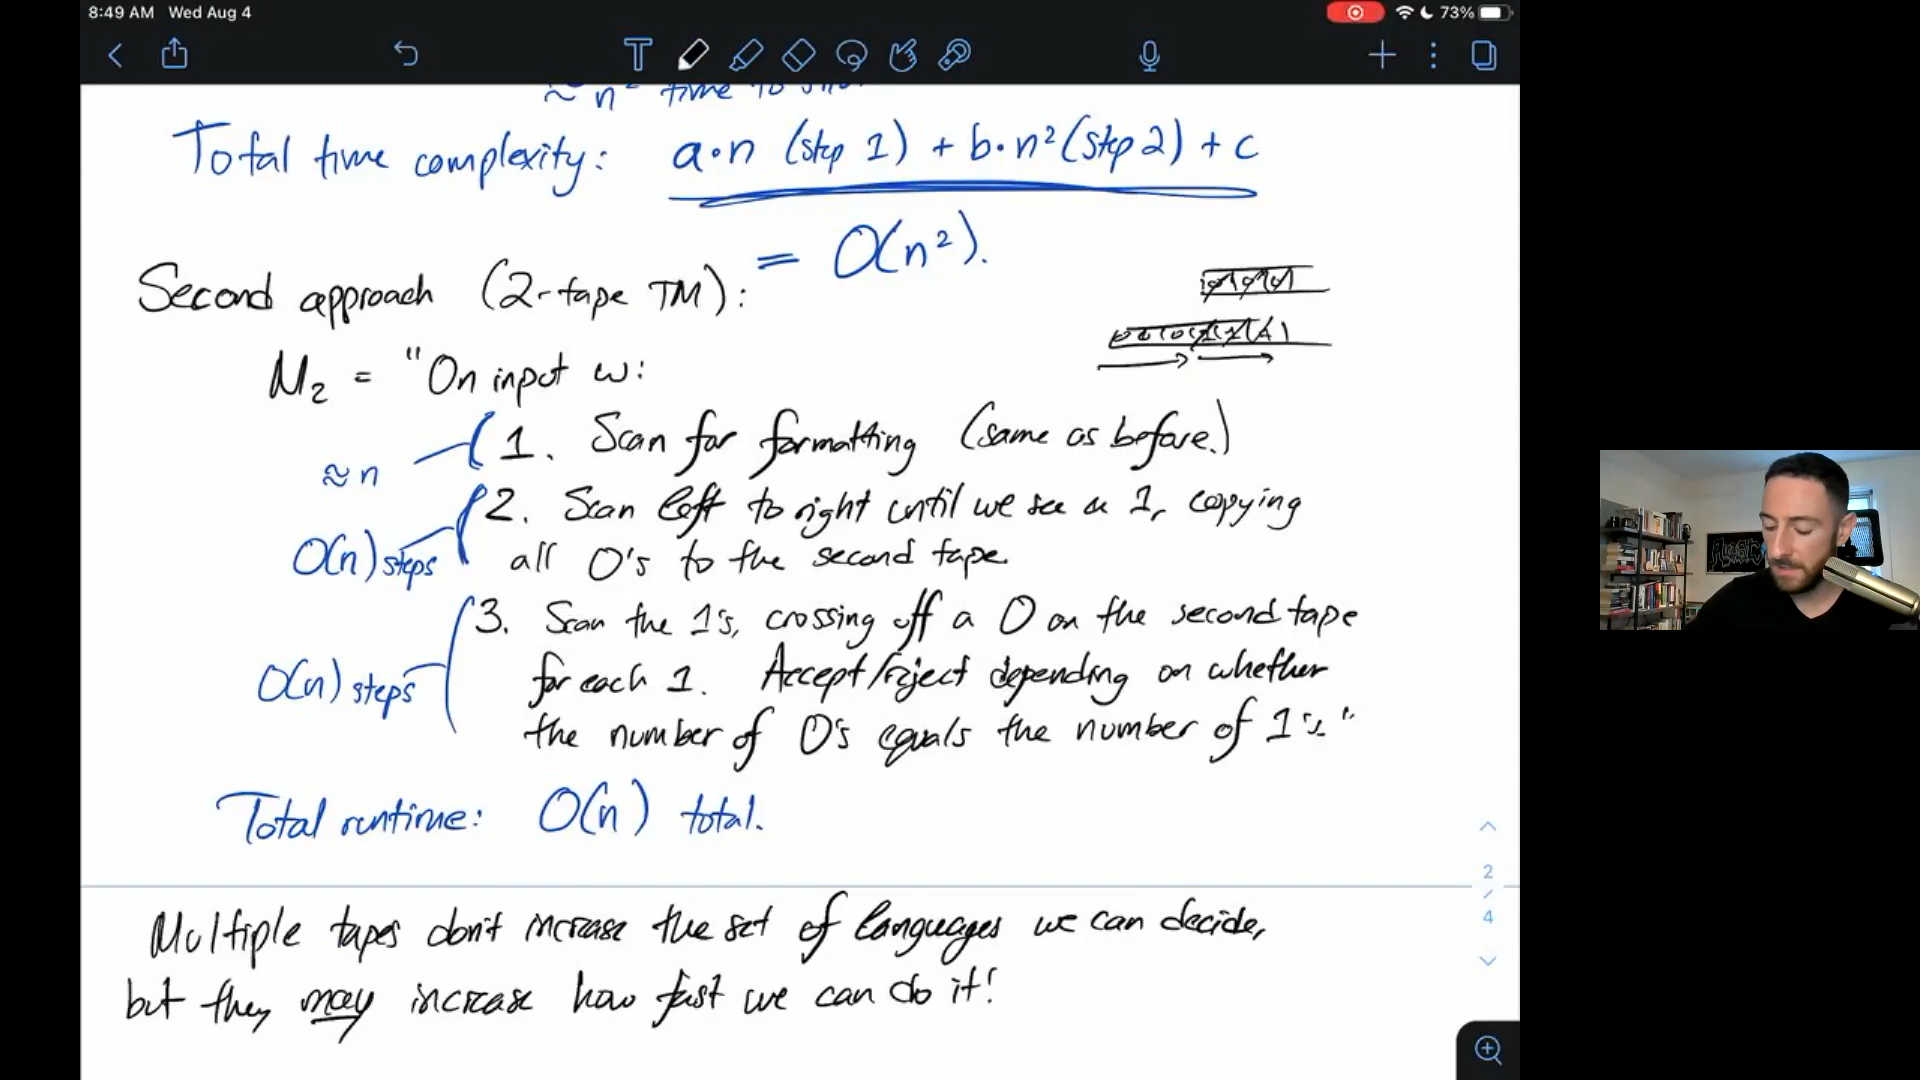 8:49 AM Wed Aug 4
73%
≈ n² time to
Total time complexity: a·n (step 1) + b·n² (step 2) + c
= O(n²).
Second approach (2-tape TM):
M₂ = "On input w:
≈ n
1. Scan for formatting (same as before.)
2. Scan left to right until we see a 1, copying
O(n) steps
all 0's to the second tape.
3. Scan the 1's, crossing off a 0 on the second tape
O(n) steps
for each 1. Accept/reject depending on whether
the number of 0's equals the number of 1's."
Total runtime: O(n) total.
2
/
4
Multiple tapes don't increase the set of languages we can decide,
but they may increase how fast we can do it!